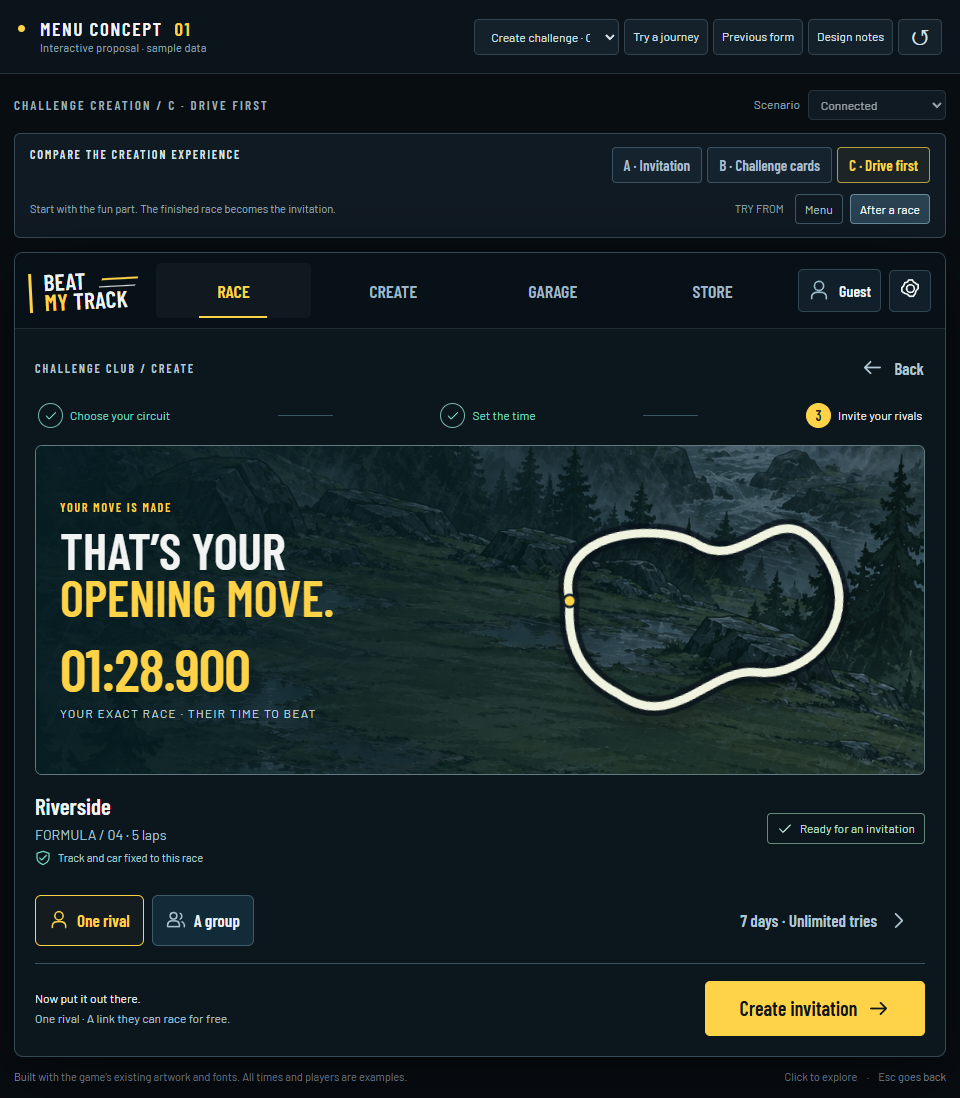 MENU CONCEPT 01
Interactive proposal · sample data
Create challenge · C
Try a journey
Previous form
Design notes
CHALLENGE CREATION / C · DRIVE FIRST
Scenario
Connected
COMPARE THE CREATION EXPERIENCE
A · Invitation
B · Challenge cards
C · Drive first
Start with the fun part. The finished race becomes the invitation.
TRY FROM
Menu
After a race
BEAT
MY TRACK
RACE
CREATE
GARAGE
STORE
Guest
CHALLENGE CLUB / CREATE
Back
Choose your circuit
Set the time
3 Invite your rivals
YOUR MOVE IS MADE
THAT'S YOUR
OPENING MOVE.
01:28.900
YOUR EXACT RACE · THEIR TIME TO BEAT
Riverside
FORMULA / 04 · 5 laps
Track and car fixed to this race
Ready for an invitation
One rival
A group
7 days · Unlimited tries
Now put it out there.
One rival · A link they can race for free.
Create invitation
Built with the game's existing artwork and fonts. All times and players are examples.
Click to explore · Esc goes back